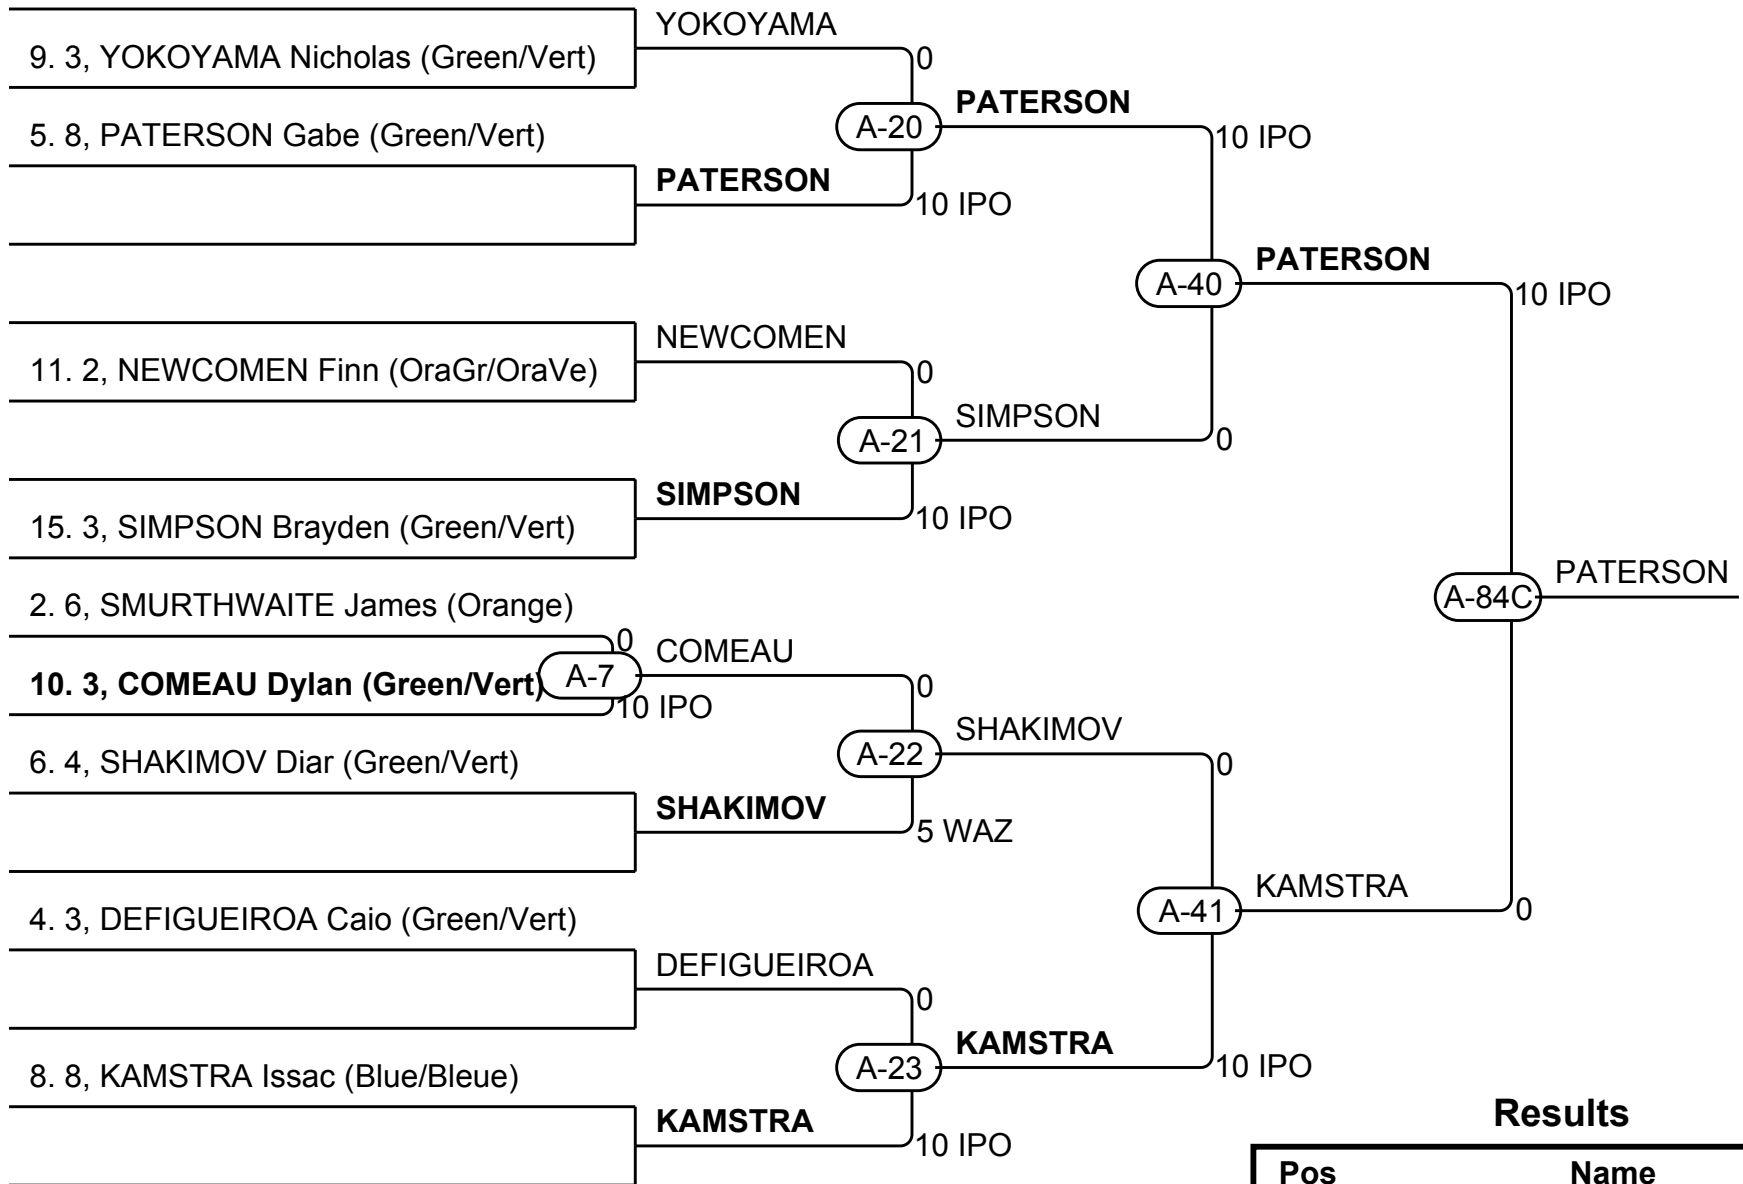 YOKOYAMA
9. 3, YOKOYAMA Nicholas (Green/Vert)
0
PATERSON
5. 8, PATERSON Gabe (Green/Vert)
A-20
10 IPO
PATERSON
10 IPO
PATERSON
A-40
10 IPO
NEWCOMEN
11. 2, NEWCOMEN Finn (OraGr/OraVe)
0
SIMPSON
A-21
0
SIMPSON
10 IPO
15. 3, SIMPSON Brayden (Green/Vert)
PATERSON
A-84C
2. 6, SMURTHWAITE James (Orange)
0
COMEAU
10. 3, COMEAU Dylan (Green/Vert)
A-7
0
10 IPO
SHAKIMOV
6. 4, SHAKIMOV Diar (Green/Vert)
A-22
0
SHAKIMOV
5 WAZ
KAMSTRA
A-41
0
4. 3, DEFIGUEIROA Caio (Green/Vert)
DEFIGUEIROA
0
KAMSTRA
8. 8, KAMSTRA Issac (Blue/Bleue)
A-23
10 IPO
KAMSTRA
10 IPO
Results
Pos Name